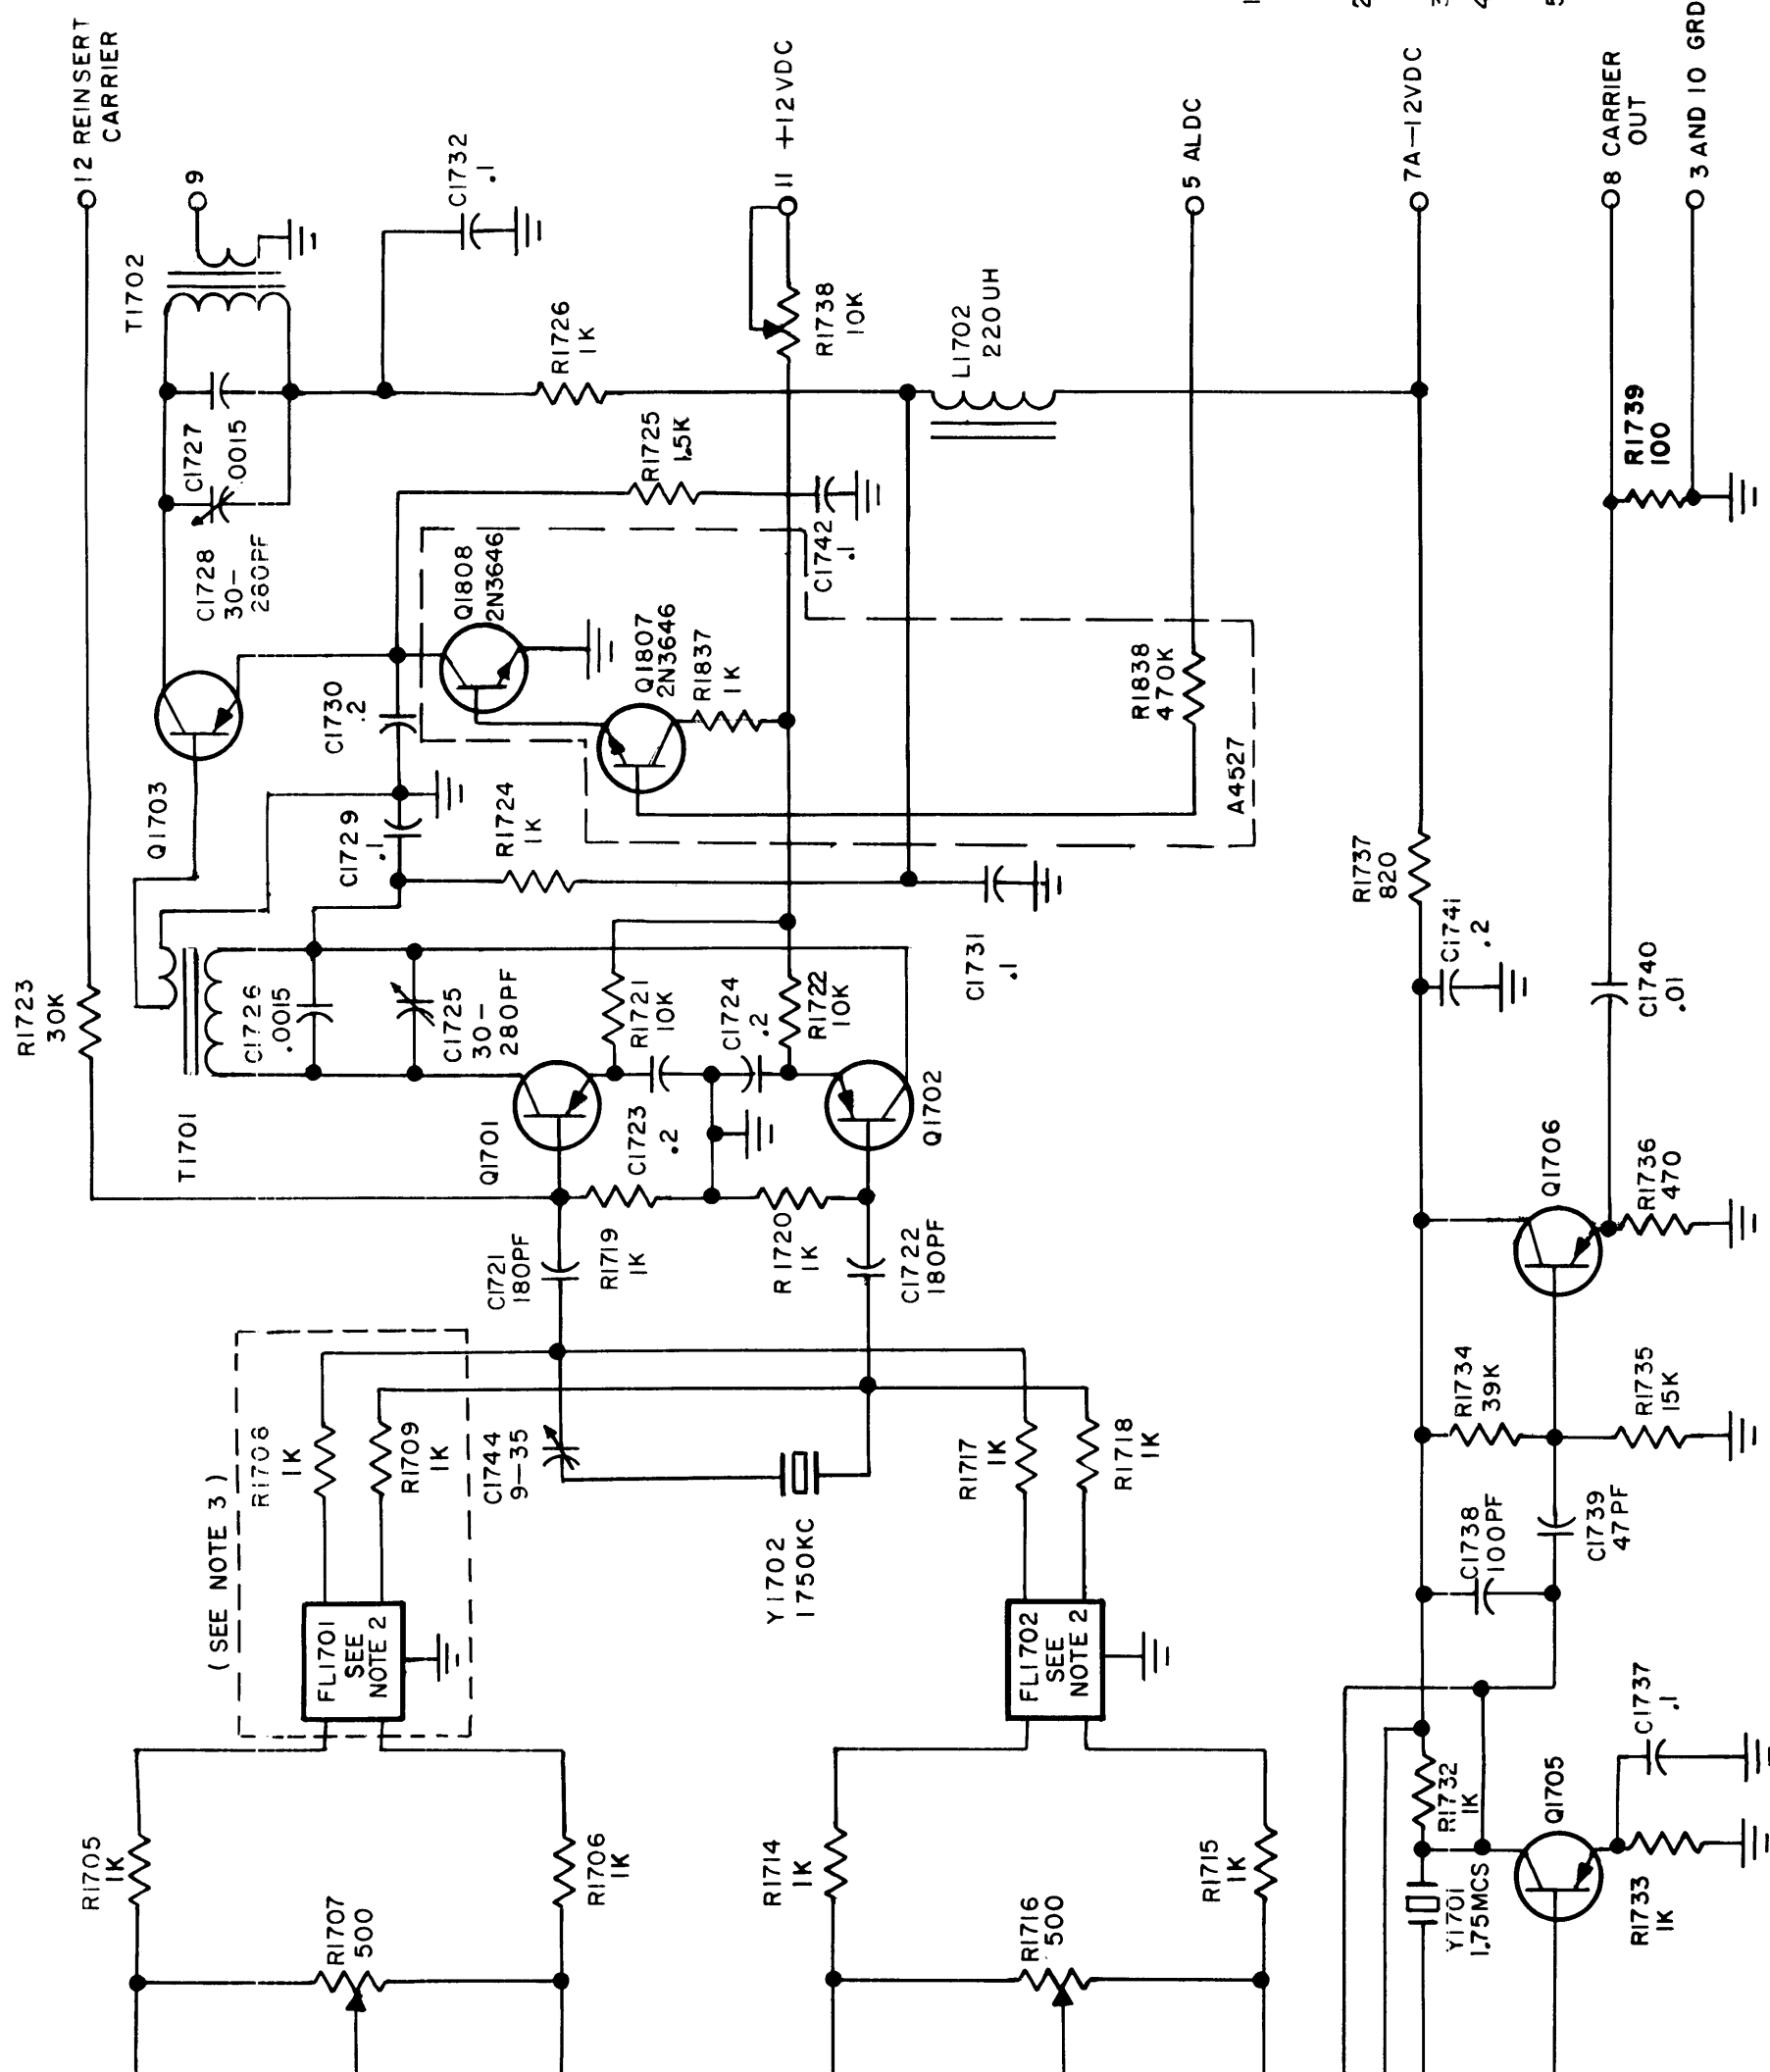 12 REINSERT
CARRIER
9
T1702
C1732
.1
11 +12VDC
5 ALDC
7A-12VDC
8 CARRIER
OUT
3 AND 10 GRD
1
2
3
4
5
C1727
.0015
C1728
30-
280PF
R1726
1K
R1725
1.5K
R1738
10K
L1702
220UH
R1739
100
C1742
.1
Q1808
2N3646
Q1807
2N3646
R1837
1K
R1838
470K
A4527
C1730
.2
Q1703
C1729
.1
R1724
1K
R1737
820
C1741
.2
C1740
.01
R1723
30K
C1726
.0015
C1725
30-
280PF
R1721
10K
C1724
.2
R1722
10K
C1731
.1
T1701
Q1701
C1723
.2
Q1702
Q1706
R1736
470
C1721
180PF
R1719
1K
R1720
1K
C1722
180PF
(SEE NOTE 3)
R1708
1K
R1709
1K
C1744
9-35
Y1702
1750KC
R1717
1K
R1718
1K
R1734
39K
R1735
15K
C1738
100PF
C1739
47PF
FL1701
SEE
NOTE 2
FL1702
SEE
NOTE 2
C1737
.1
R1705
1K
R1706
1K
R1707
500
R1714
1K
R1715
1K
R1716
500
R1732
1K
Y1701
1.75MCS
Q1705
R1733
1K